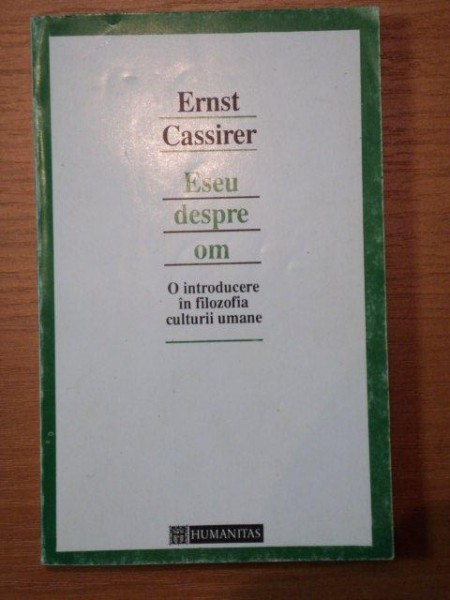 Ernst
Cassirer
Eseu
despre
om
O introducere
în filozofia
culturii umane
HUMANITAS